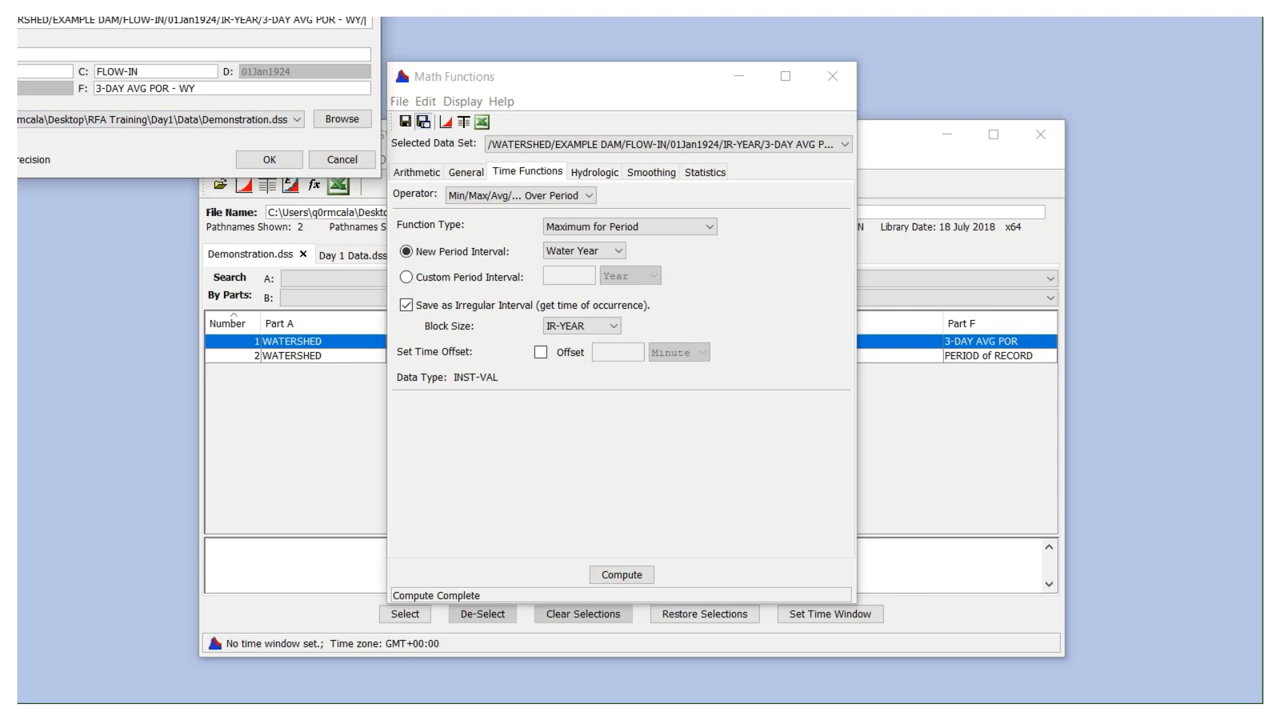 RSHED/EXAMPLE DAM/FLOW-IN/01Jan1924/IR-YEAR/3-DAY AVG POR - WY/
C: FLOW-IN D: 01Jan1924
F: 3-DAY AVG POR - WY
mcala\Desktop\RFA Training\Day1\Data\Demonstration.dss Browse
recision OK Cancel
Math Functions
File Edit Display Help
Selected Data Set: /WATERSHED/EXAMPLE DAM/FLOW-IN/01Jan1924/IR-YEAR/3-DAY AVG P...
Arithmetic General Time Functions Hydrologic Smoothing Statistics
Operator: Min/Max/Avg/... Over Period
Function Type: Maximum for Period
New Period Interval: Water Year
Custom Period Interval: Year
Save as Irregular Interval (get time of occurrence).
Block Size: IR-YEAR
Set Time Offset: Offset Minute
Data Type: INST-VAL
Compute
Compute Complete
File Name: C:\Users\q0rmcala\Deskto
Pathnames Shown: 2 Pathnames S
N Library Date: 18 July 2018 x64
Demonstration.dss Day 1 Data.dss
Search A:
By Parts: B:
Number Part A Part F
1 WATERSHED 3-DAY AVG POR
2 WATERSHED PERIOD of RECORD
Select De-Select Clear Selections Restore Selections Set Time Window
No time window set.; Time zone: GMT+00:00